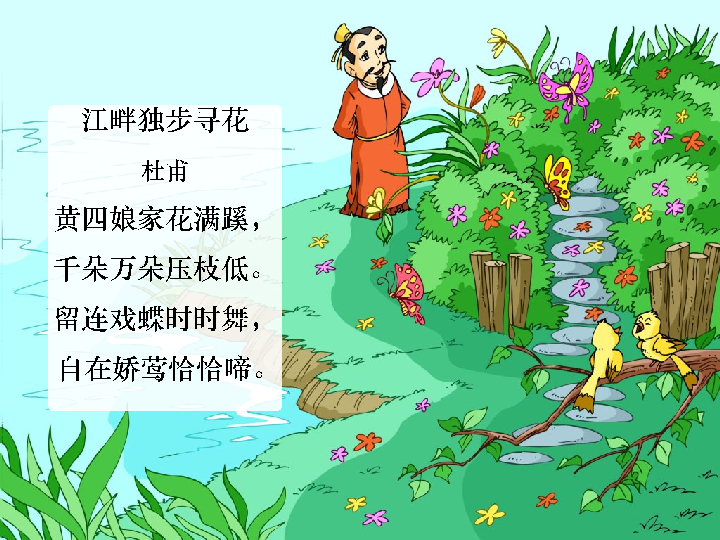 江畔独步寻花
杜甫
黄四娘家花满蹊，
千朵万朵压枝低。
留连戏蝶时时舞，
自在娇莺恰恰啼。